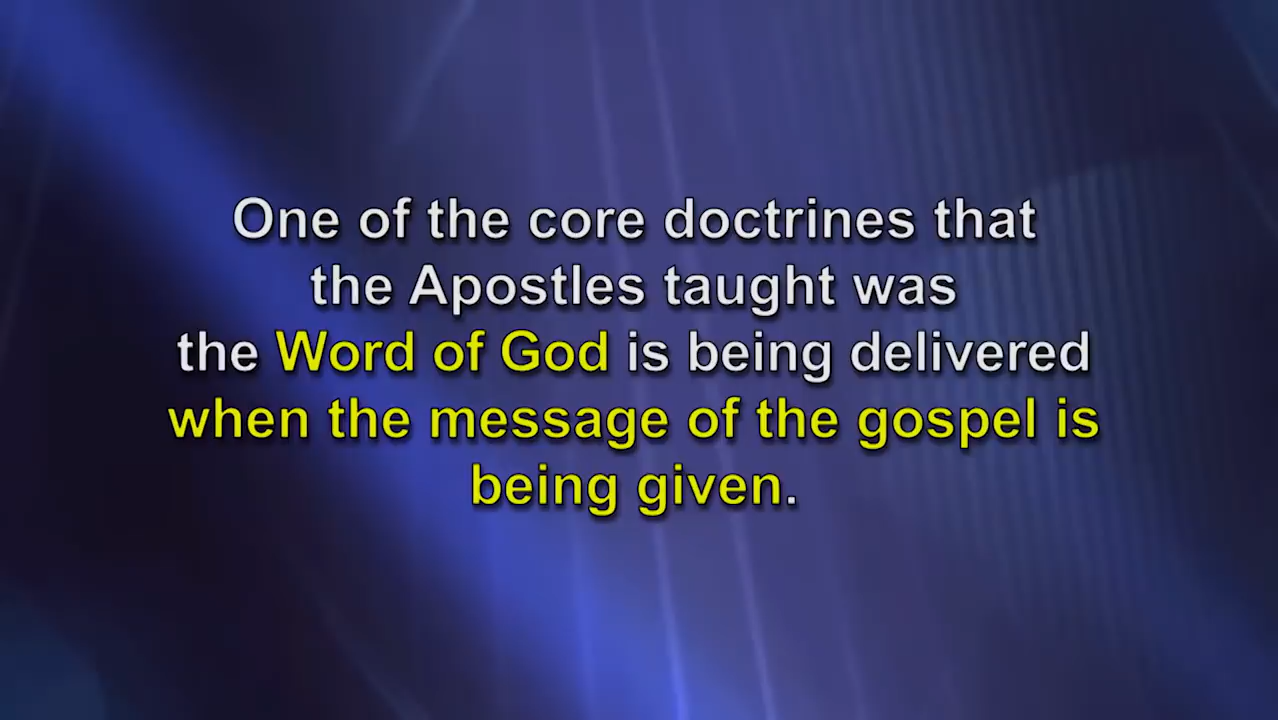 One of the core doctrines that
the Apostles taught was
the Word of God is being delivered
when the message of the gospel is
being given.